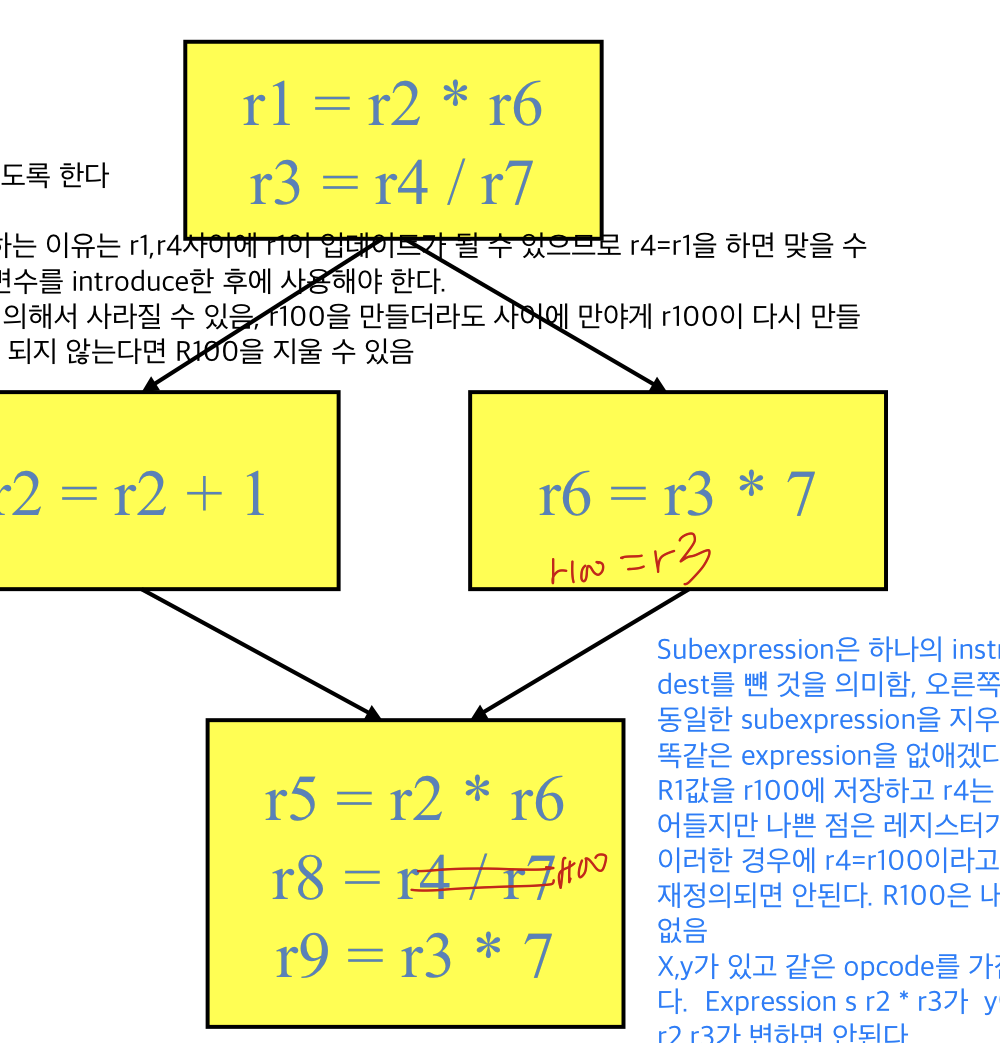 r1 = r2 * r6
r3 = r4 / r7
도록 한다
하는 이유는 r1,r4사이에 r1이 업데이트가 될 수 있으므로 r4=r1을 하면 맞을 수
변수를 introduce한 후에 사용해야 한다.
의해서 사라질 수 있음, r100을 만들더라도 사이에 만야게 r100이 다시 만들
되지 않는다면 R100을 지울 수 있음
r2 = r2 + 1
r6 = r3 * 7
r100 = r3
r5 = r2 * r6
r8 = r4 / r7 r100
r9 = r3 * 7
Subexpression은 하나의 instr
dest를 뺸 것을 의미함, 오른쪽
동일한 subexpression을 지우
똑같은 expression을 없애겠다
R1값을 r100에 저장하고 r4는
어들지만 나쁜 점은 레지스터가
이러한 경우에 r4=r100이라고
재정의되면 안된다. R100은 나
없음
X,y가 있고 같은 opcode를 가진
다. Expression s r2 * r3가 y
r2 r3가 변하면 안된다